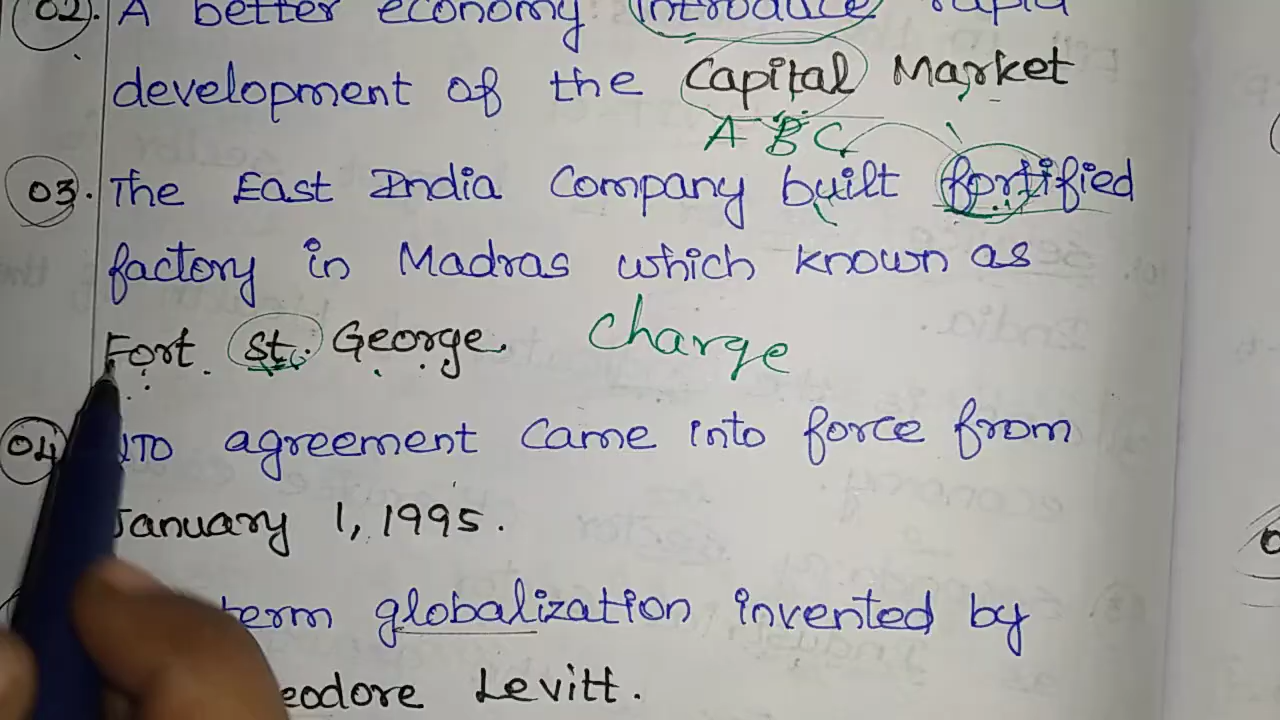 02. A better economy introduce rapid
development of the Capital Market
A B C
03. The East India Company built fortified
factory in Madras which known as
Fort St. George. Charge
04. agreement came into force from
January 1, 1995.
globalization invented by
Levitt.